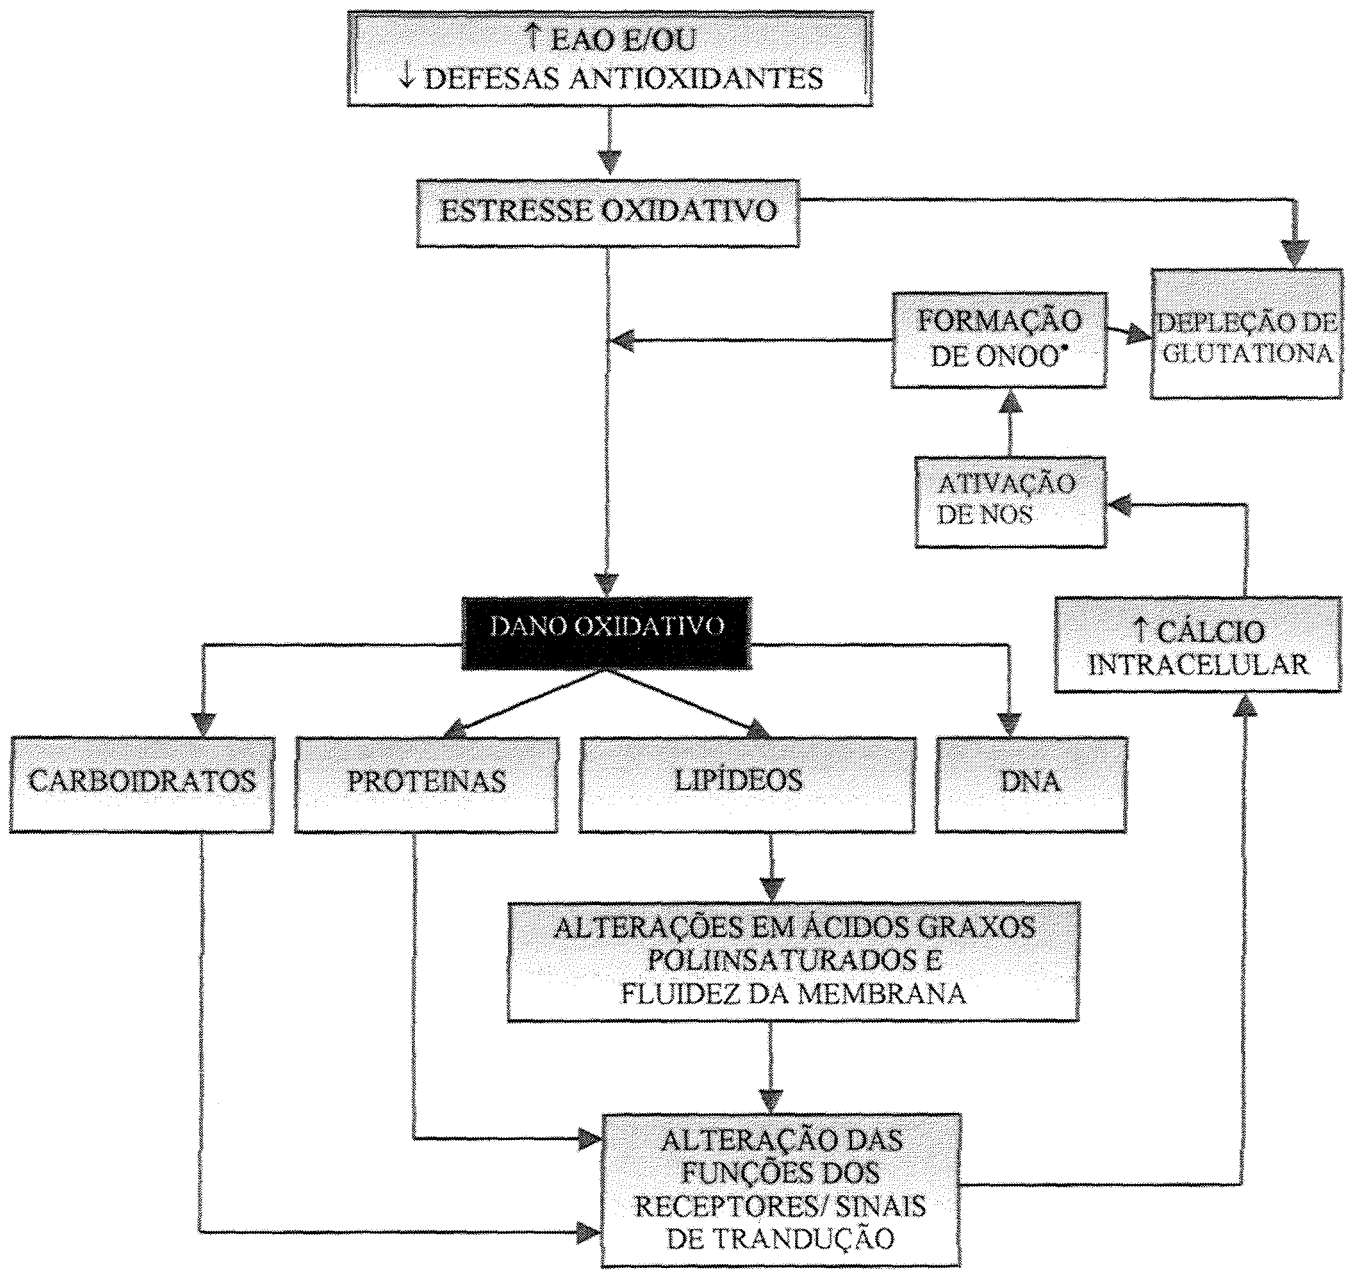 ↑ EAO E/OU
↓ DEFESAS ANTIOXIDANTES
ESTRESSE OXIDATIVO
FORMAÇÃO
DE ONOO•
DEPLEÇÃO DE
GLUTATIONA
ATIVAÇÃO
DE NOS
DANO OXIDATIVO
↑ CÁLCIO
INTRACELULAR
CARBOIDRATOS
PROTEINAS
LIPÍDEOS
DNA
ALTERAÇÕES EM ÁCIDOS GRAXOS
POLIINSATURADOS E
FLUIDEZ DA MEMBRANA
ALTERAÇÃO DAS
FUNÇÕES DOS
RECEPTORES/ SINAIS
DE TRANDUÇÃO